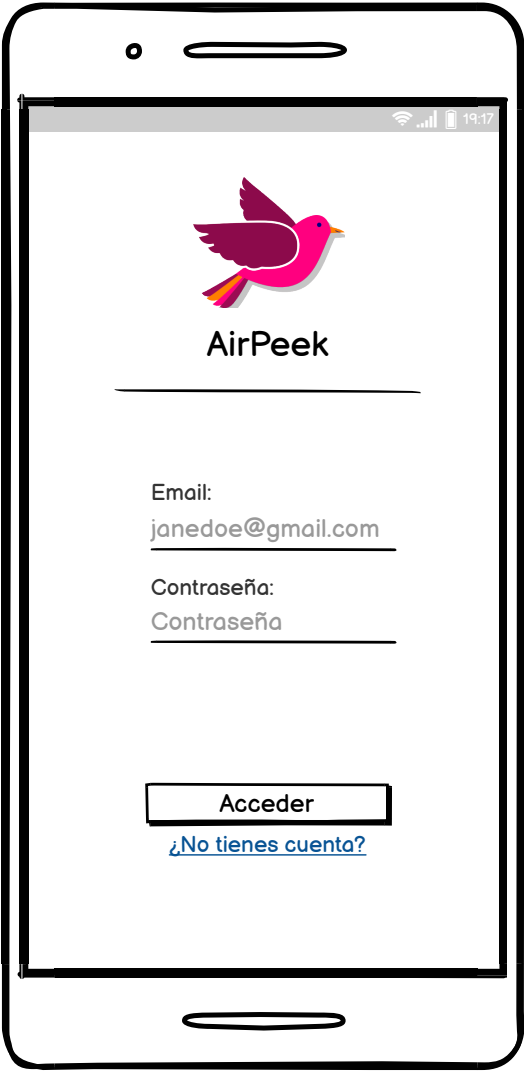 19:17
AirPeek
Email:
janedoe@gmail.com
Contraseña:
Contraseña
Acceder
¿No tienes cuenta?